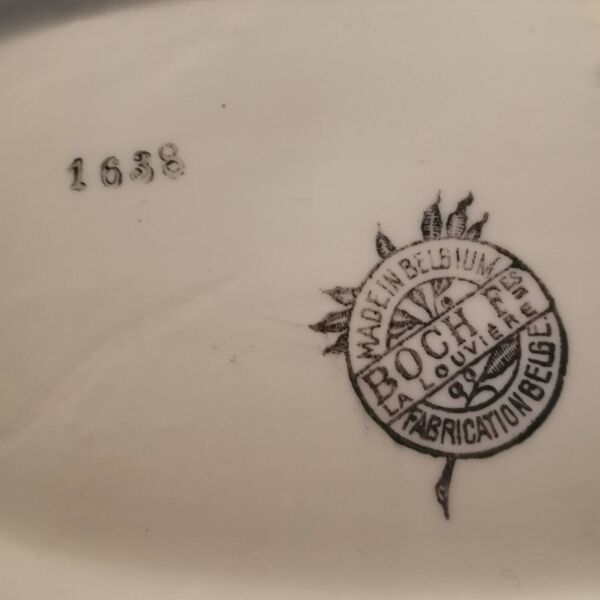 1638
MADE IN BELGIUM
BOCH Fres
LA LOUVIÈRE
FABRICATION BELGE